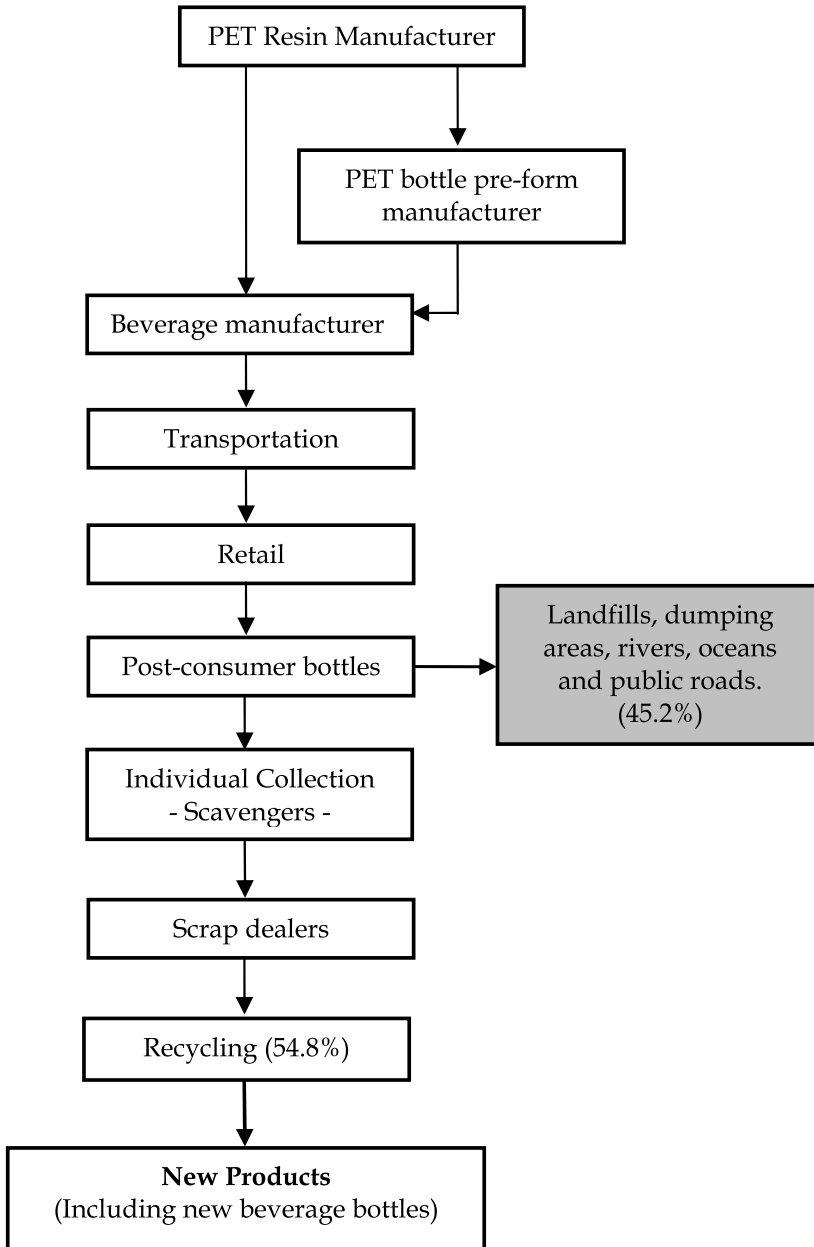 PET Resin Manufacturer
PET bottle pre-form
manufacturer
Beverage manufacturer
Transportation
Retail
Post-consumer bottles
Landfills, dumping
areas, rivers, oceans
and public roads.
(45.2%)
Individual Collection
- Scavengers -
Scrap dealers
Recycling (54.8%)
New Products
(Including new beverage bottles)